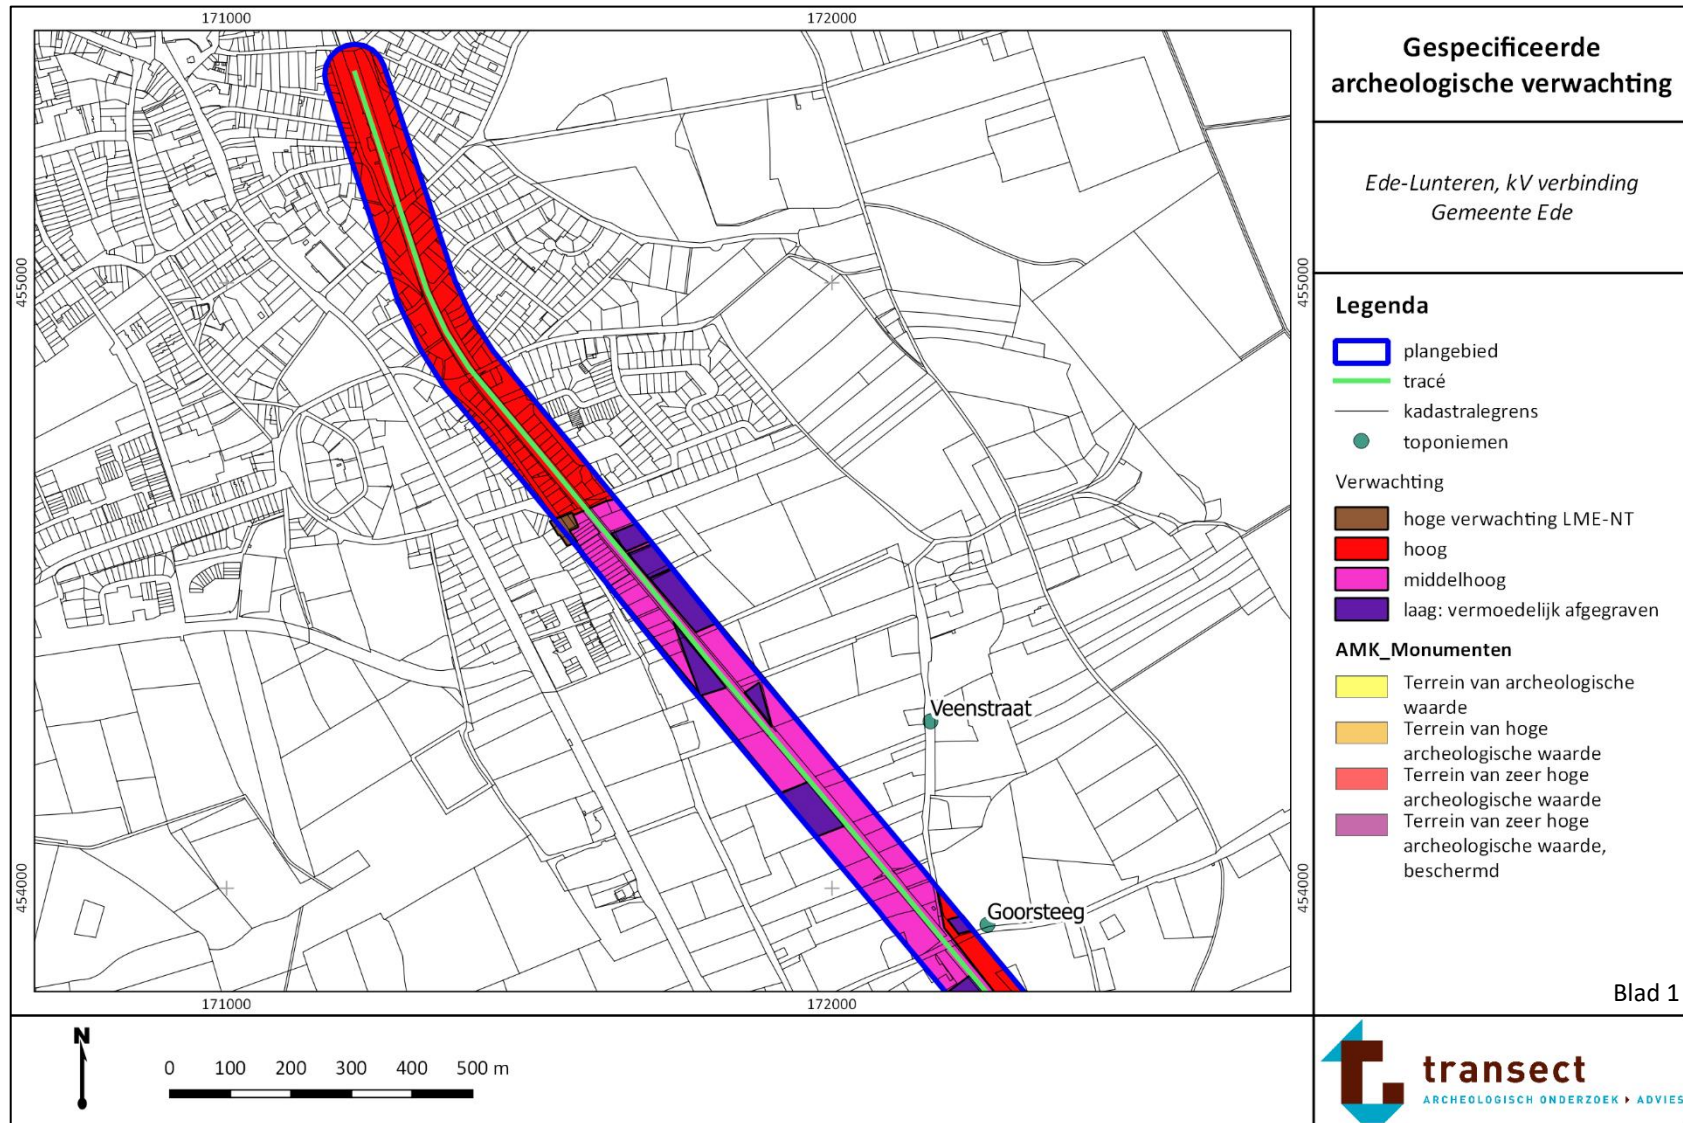 171000
172000
455000
455000
454000
454000
Veenstraat
Goorsteeg
171000
172000
Gespecificeerde
archeologische verwachting
Ede-Lunteren, kV verbinding
Gemeente Ede
Legenda
plangebied
tracé
kadastralegrens
toponiemen
Verwachting
hoge verwachting LME-NT
hoog
middelhoog
laag: vermoedelijk afgegraven
AMK_Monumenten
Terrein van archeologische
waarde
Terrein van hoge
archeologische waarde
Terrein van zeer hoge
archeologische waarde
Terrein van zeer hoge
archeologische waarde,
beschermd
Blad 1
N
0 100 200 300 400 500 m
transect
ARCHEOLOGISCH ONDERZOEK ▸ ADVIES